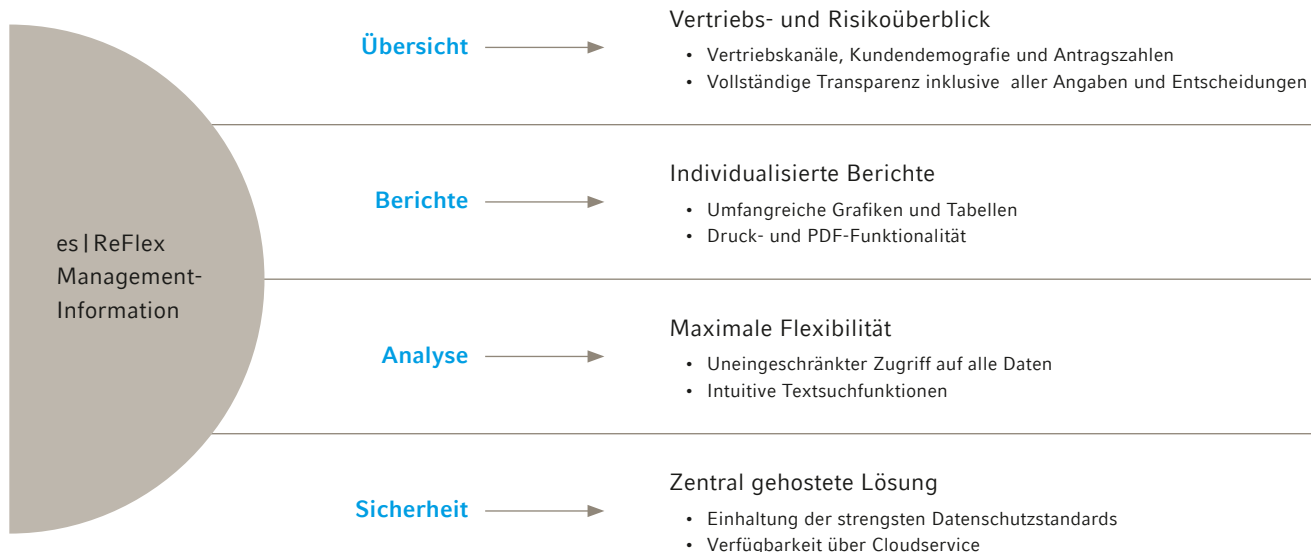 es|ReFlex
Management-
Information
Übersicht
Vertriebs- und Risikoüberblick
• Vertriebskanäle, Kundendemografie und Antragszahlen
• Vollständige Transparenz inklusive aller Angaben und Entscheidungen
Berichte
Individualisierte Berichte
• Umfangreiche Grafiken und Tabellen
• Druck- und PDF-Funktionalität
Analyse
Maximale Flexibilität
• Uneingeschränkter Zugriff auf alle Daten
• Intuitive Textsuchfunktionen
Sicherheit
Zentral gehostete Lösung
• Einhaltung der strengsten Datenschutzstandards
• Verfügbarkeit über Cloudservice